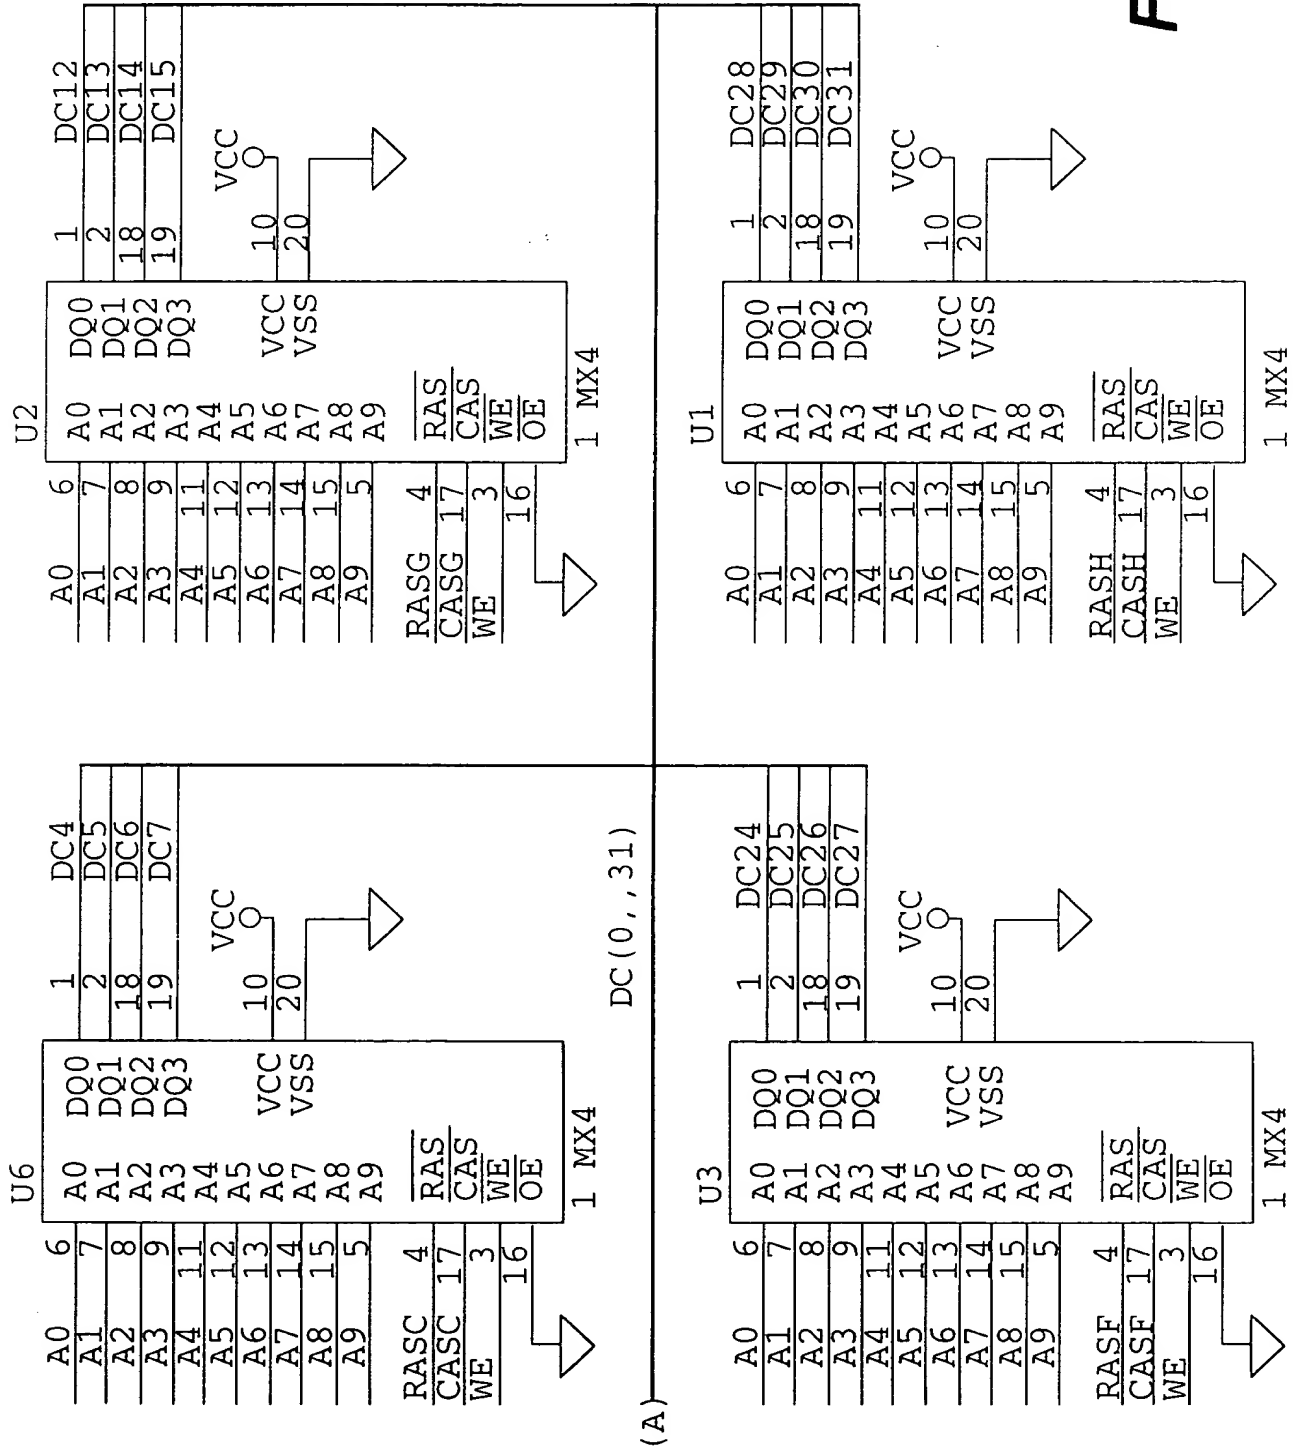 U6
A0 6 A0 DQ0 1 DC4
A1 7 A1 DQ1 2 DC5
A2 8 A2 DQ2 18 DC6
A3 9 A3 DQ3 19 DC7
A4 11 A4
A5 12 A5 VCC
A6 13 A6 VCC 10
A7 14 A7 VSS 20
A8 15 A8
A9 5 A9
RASC 4 RAS
CASC 17 CAS
WE 3 WE
16 OE
1 MX4
U2
A0 6 A0 DQ0 1 DC12
A1 7 A1 DQ1 2 DC13
A2 8 A2 DQ2 18 DC14
A3 9 A3 DQ3 19 DC15
A4 11 A4
A5 12 A5 VCC
A6 13 A6 VCC 10
A7 14 A7 VSS 20
A8 15 A8
A9 5 A9
RASG 4 RAS
CASG 17 CAS
WE 3 WE
16 OE
1 MX4
DC(0,,31)
(A)
U3
A0 6 A0 DQ0 1 DC24
A1 7 A1 DQ1 2 DC25
A2 8 A2 DQ2 18 DC26
A3 9 A3 DQ3 19 DC27
A4 11 A4
A5 12 A5 VCC
A6 13 A6 VCC 10
A7 14 A7 VSS 20
A8 15 A8
A9 5 A9
RASF 4 RAS
CASF 17 CAS
WE 3 WE
16 OE
1 MX4
U1
A0 6 A0 DQ0 1 DC28
A1 7 A1 DQ1 2 DC29
A2 8 A2 DQ2 18 DC30
A3 9 A3 DQ3 19 DC31
A4 11 A4
A5 12 A5 VCC
A6 13 A6 VCC 10
A7 14 A7 VSS 20
A8 15 A8
A9 5 A9
RASH 4 RAS
CASH 17 CAS
WE 3 WE
16 OE
1 MX4